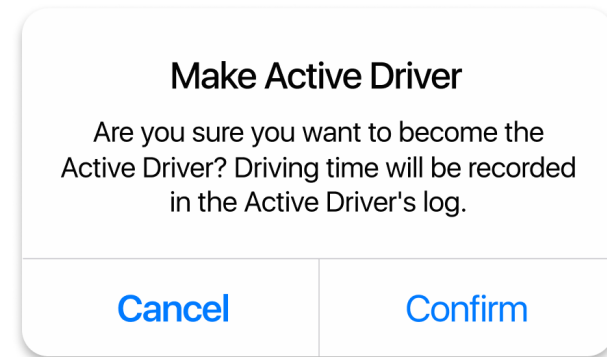 Make Active Driver
Are you sure you want to become the
Active Driver? Driving time will be recorded
in the Active Driver's log.
Cancel
Confirm